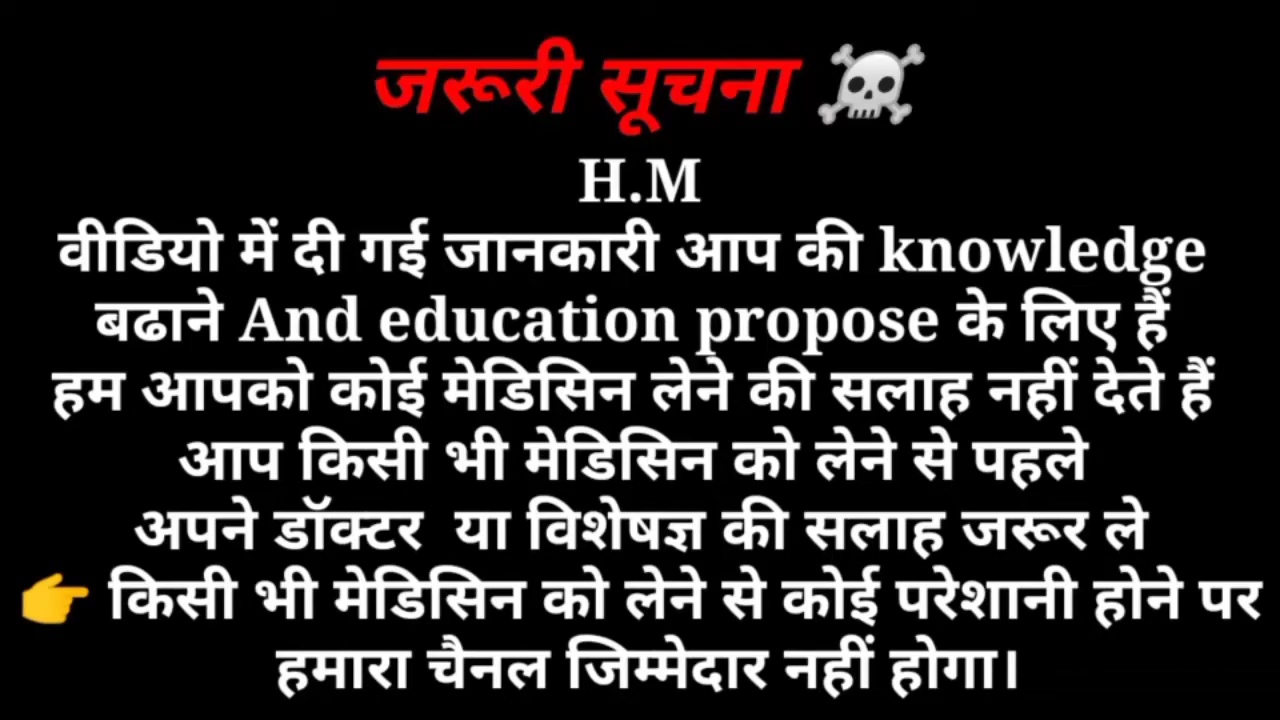 जरूरी सूचना ☠
H.M
वीडियो में दी गई जानकारी आप की knowledge
बढाने And education propose के लिए हैं
हम आपको कोई मेडिसिन लेने की सलाह नहीं देते हैं
आप किसी भी मेडिसिन को लेने से पहले
अपने डॉक्टर या विशेषज्ञ की सलाह जरूर ले
👉 किसी भी मेडिसिन को लेने से कोई परेशानी होने पर
हमारा चैनल जिम्मेदार नहीं होगा।